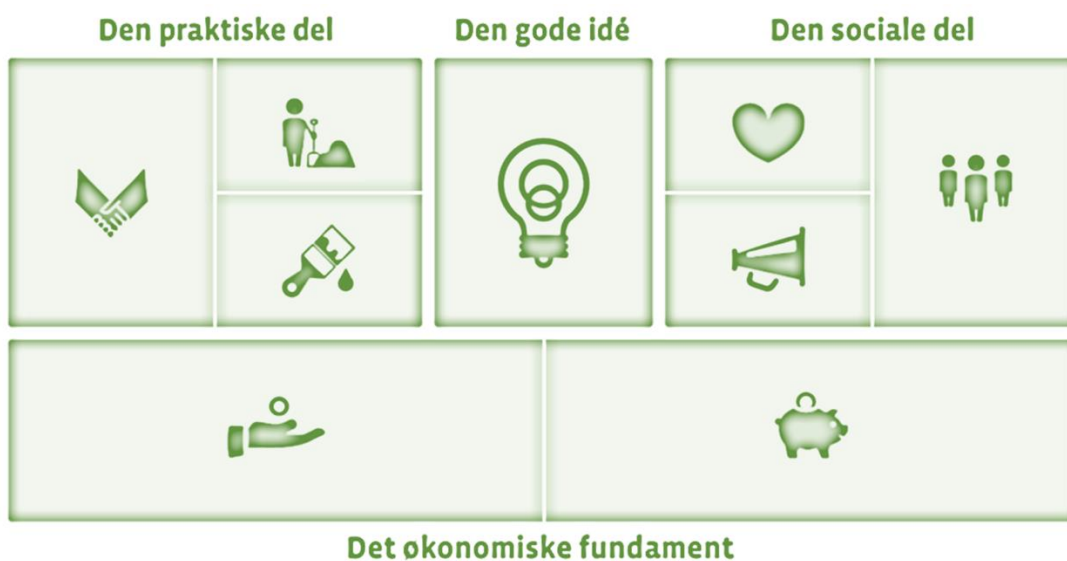 Den praktiske del
Den gode idé
Den sociale del
Det økonomiske fundament